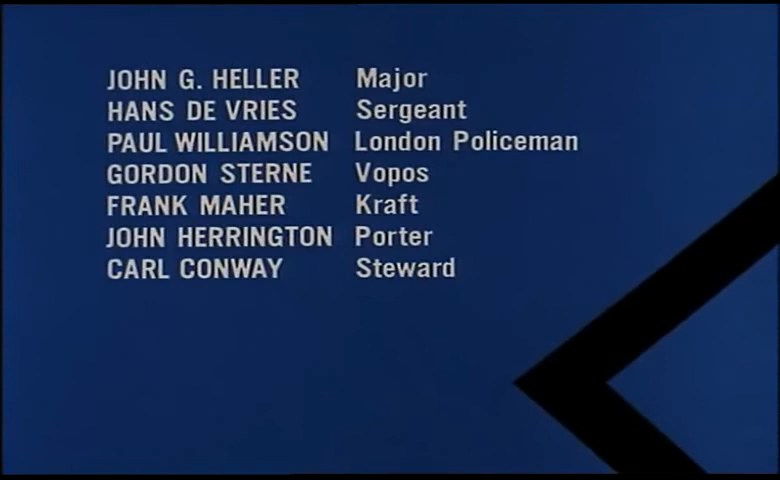 JOHN G. HELLER Major
HANS DE VRIES Sergeant
PAUL WILLIAMSON London Policeman
GORDON STERNE Vopos
FRANK MAHER Kraft
JOHN HERRINGTON Porter
CARL CONWAY Steward